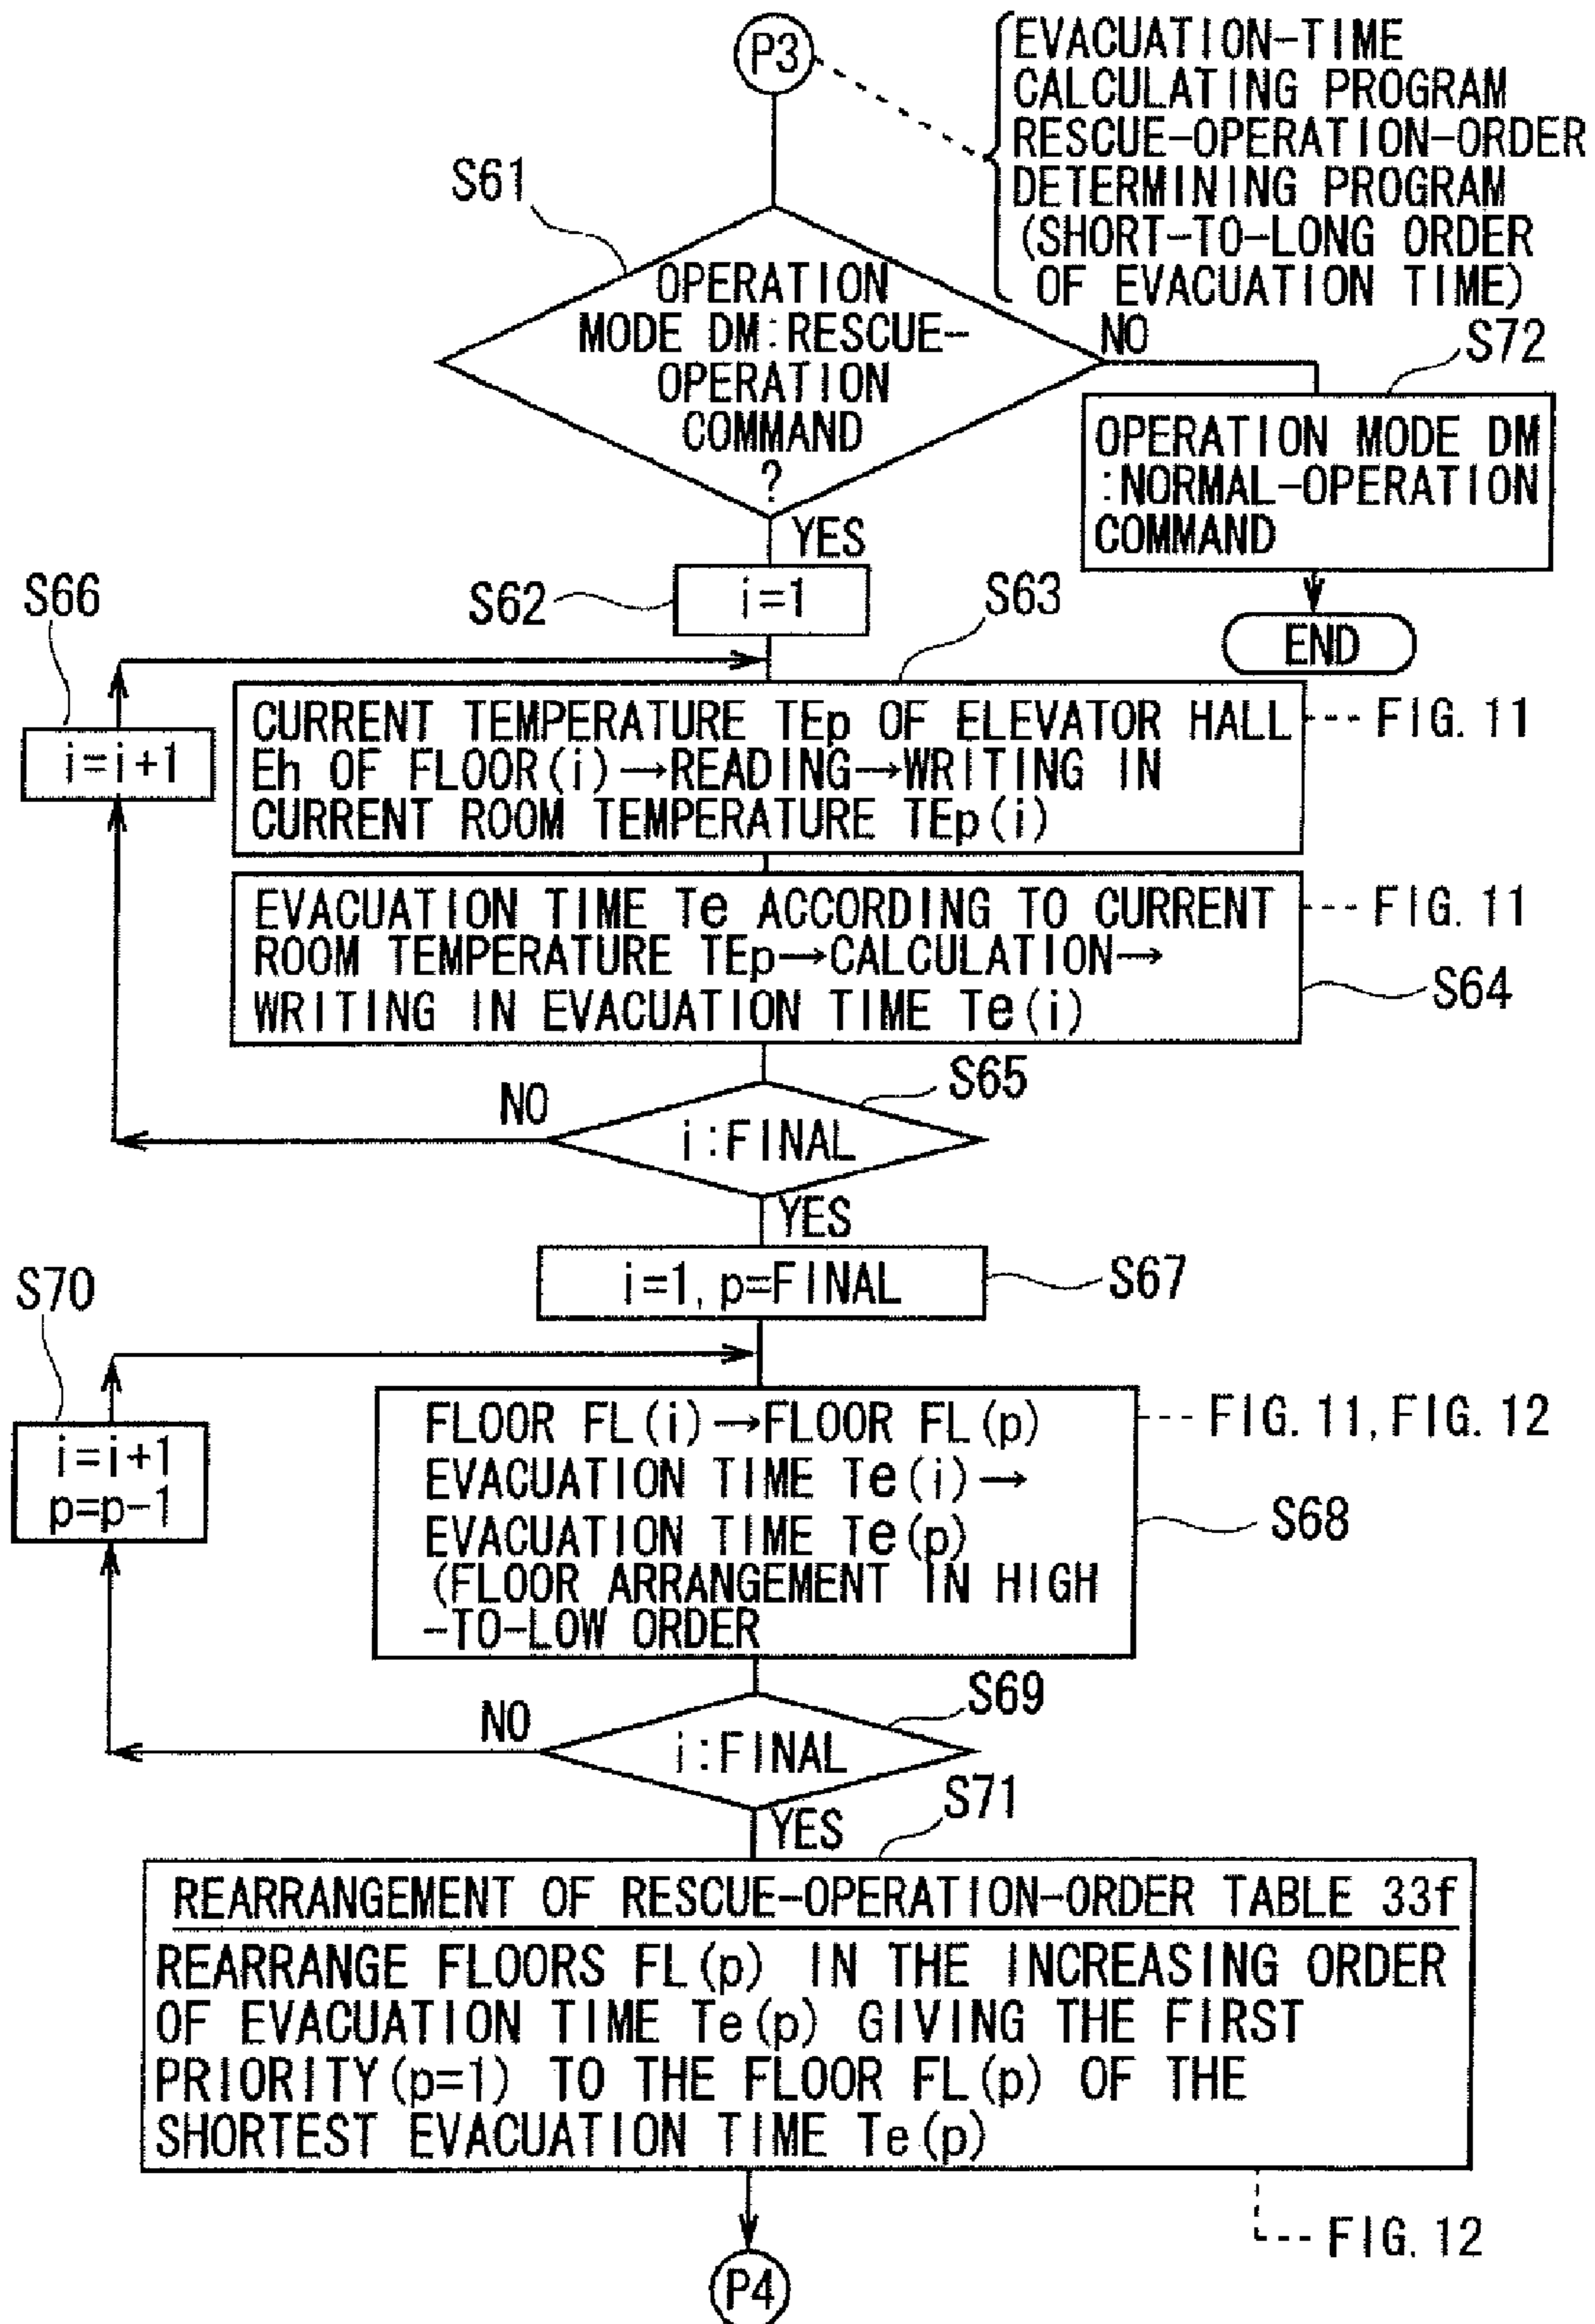 P3
EVACUATION-TIME
CALCULATING PROGRAM
RESCUE-OPERATION-ORDER
DETERMINING PROGRAM
(SHORT-TO-LONG ORDER
OF EVACUATION TIME)
S61
OPERATION
MODE DM:RESCUE-
OPERATION
COMMAND
?
NO
S72
OPERATION MODE DM
:NORMAL-OPERATION
COMMAND
END
YES
S62
i=1
S66
i=i+1
S63
CURRENT TEMPERATURE TEp OF ELEVATOR HALL
Eh OF FLOOR(i)→READING→WRITING IN
CURRENT ROOM TEMPERATURE TEp(i)
FIG. 11
EVACUATION TIME Te ACCORDING TO CURRENT
ROOM TEMPERATURE TEp→CALCULATION→
WRITING IN EVACUATION TIME Te(i)
FIG. 11
S64
S65
NO
i:FINAL
YES
i=1, p=FINAL
S67
S70
i=i+1
p=p-1
FLOOR FL(i)→FLOOR FL(p)
EVACUATION TIME Te(i)→
EVACUATION TIME Te(p)
(FLOOR ARRANGEMENT IN HIGH
-TO-LOW ORDER
FIG. 11, FIG. 12
S68
S69
NO
i:FINAL
YES
S71
REARRANGEMENT OF RESCUE-OPERATION-ORDER TABLE 33f
REARRANGE FLOORS FL(p) IN THE INCREASING ORDER
OF EVACUATION TIME Te(p) GIVING THE FIRST
PRIORITY(p=1) TO THE FLOOR FL(p) OF THE
SHORTEST EVACUATION TIME Te(p)
FIG. 12
P4